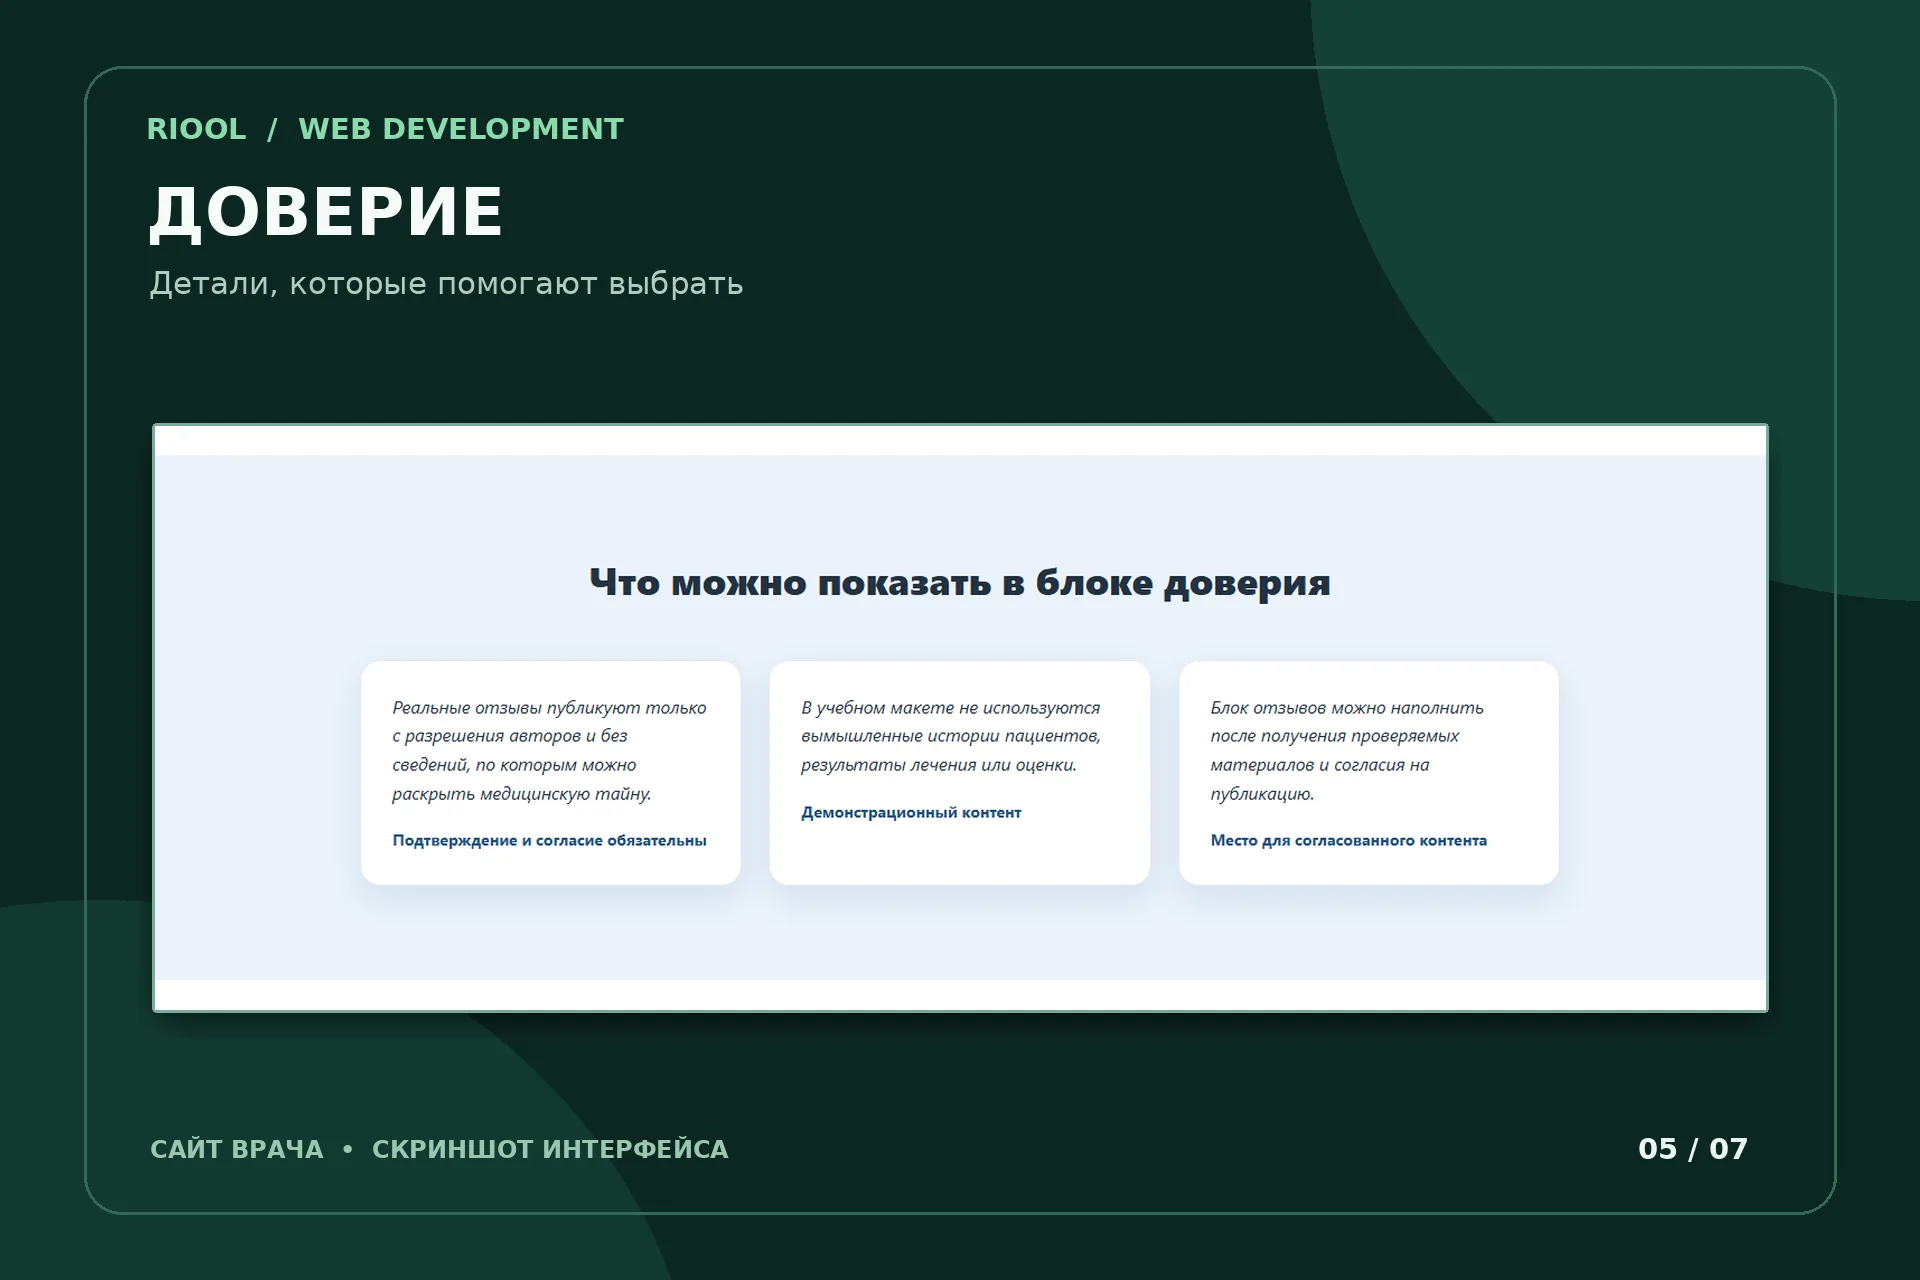 RIOOL / WEB DEVELOPMENT
ДОВЕРИЕ
Детали, которые помогают выбрать
Что можно показать в блоке доверия
Реальные отзывы публикуют только
с разрешения авторов и без
сведений, по которым можно
раскрыть медицинскую тайну.
Подтверждение и согласие обязательны
В учебном макете не используются
вымышленные истории пациентов,
результаты лечения или оценки.
Демонстрационный контент
Блок отзывов можно наполнить
после получения проверяемых
материалов и согласия на
публикацию.
Место для согласованного контента
САЙТ ВРАЧА • СКРИНШОТ ИНТЕРФЕЙСА
05 / 07